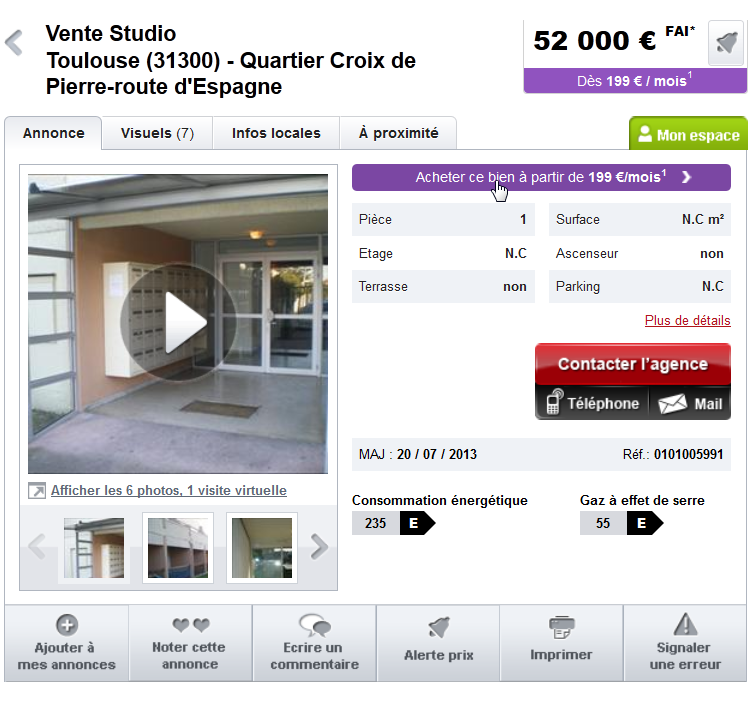 Vente Studio
Toulouse (31300) - Quartier Croix de
Pierre-route d'Espagne
52 000 € FAI*
Dès 199 € / mois1
Annonce
Visuels (7)
Infos locales
À proximité
Mon espace
Acheter ce bien à partir de 199 €/mois1
Pièce 1
Surface N.C m²
Etage N.C
Ascenseur non
Terrasse non
Parking N.C
Plus de détails
Contacter l'agence
Téléphone
Mail
MAJ : 20 / 07 / 2013
Réf.: 0101005991
Afficher les 6 photos, 1 visite virtuelle
Consommation énergétique
235 E
Gaz à effet de serre
55 E
Ajouter à
mes annonces
Noter cette
annonce
Ecrire un
commentaire
Alerte prix
Imprimer
Signaler
une erreur